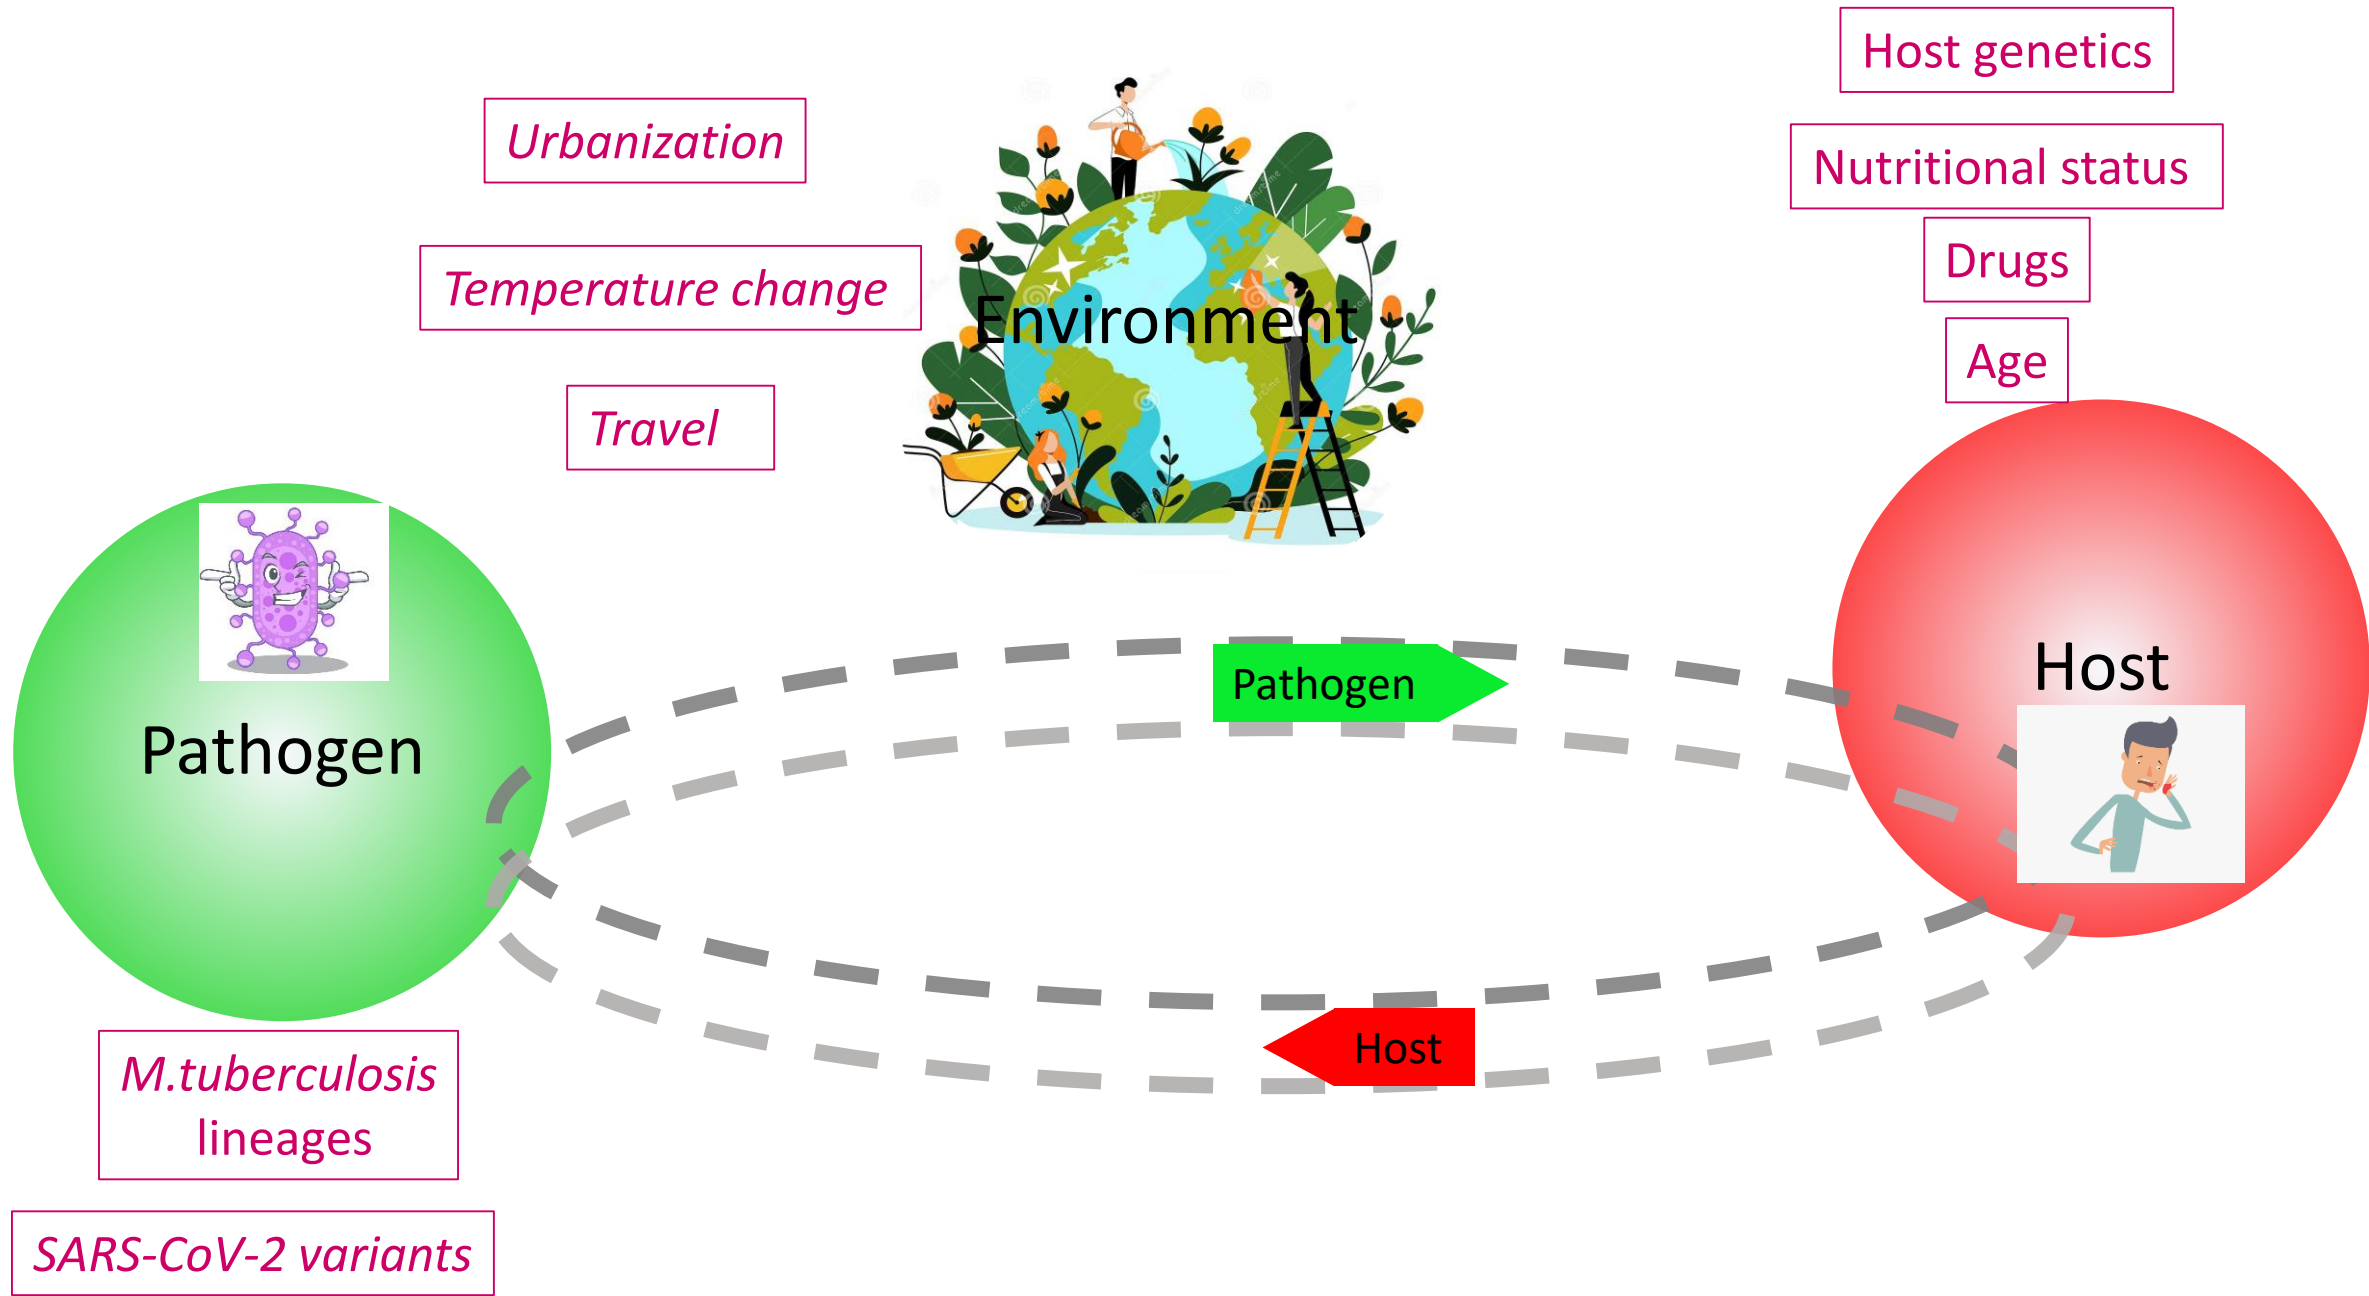 Host genetics
Urbanization
Nutritional status
Drugs
Temperature change
Environment
Age
Travel
Host
Pathogen
Pathogen
Host
M.tuberculosis
lineages
SARS-CoV-2 variants
dreamstime